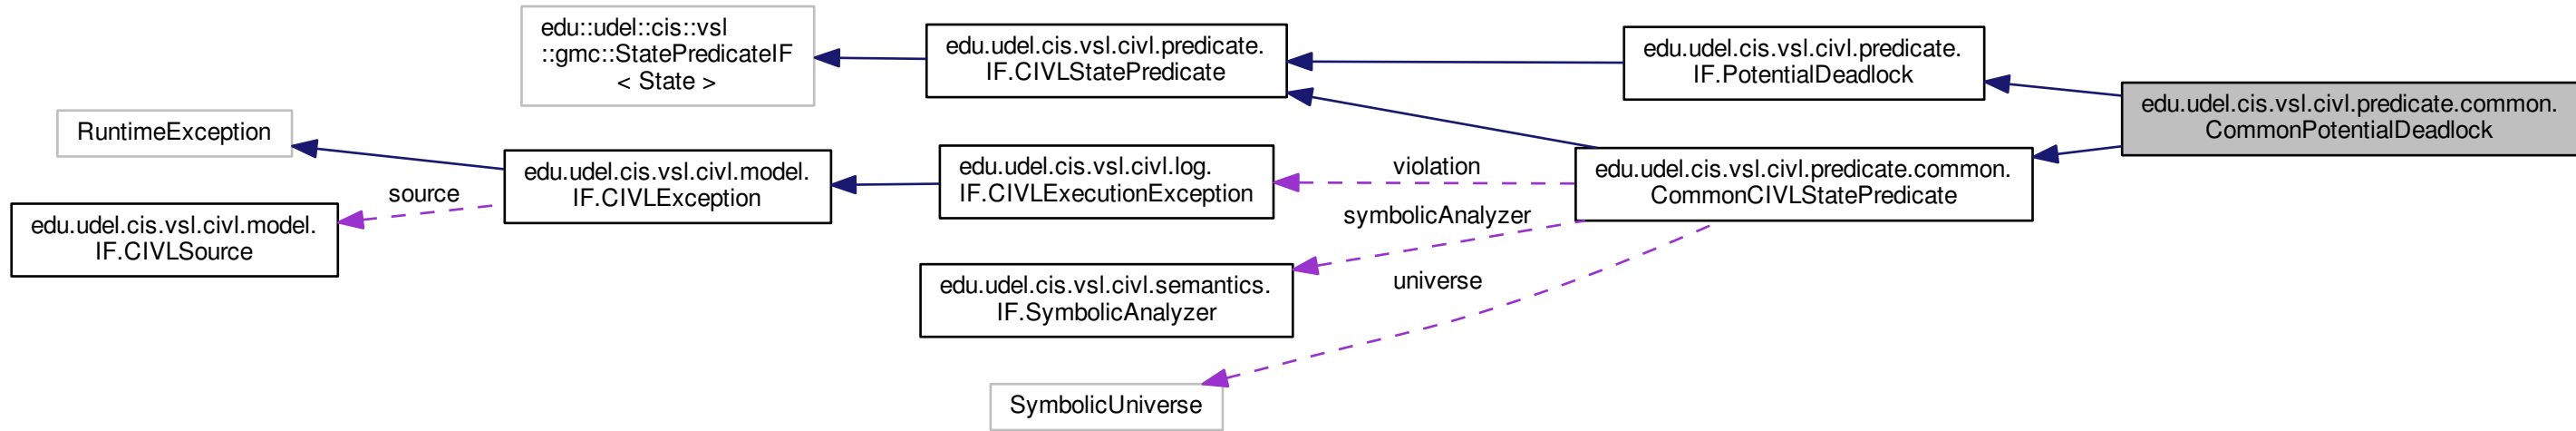 edu::udel::cis::vsl
::gmc::StatePredicateIF
< State >
edu.udel.cis.vsl.civl.predicate.
IF.CIVLStatePredicate
edu.udel.cis.vsl.civl.predicate.
IF.PotentialDeadlock
edu.udel.cis.vsl.civl.predicate.common.
CommonPotentialDeadlock
RuntimeException
edu.udel.cis.vsl.civl.model.
IF.CIVLException
edu.udel.cis.vsl.civl.log.
IF.CIVLExecutionException
violation
edu.udel.cis.vsl.civl.predicate.common.
CommonCIVLStatePredicate
source
edu.udel.cis.vsl.civl.model.
IF.CIVLSource
symbolicAnalyzer
edu.udel.cis.vsl.civl.semantics.
IF.SymbolicAnalyzer
universe
SymbolicUniverse